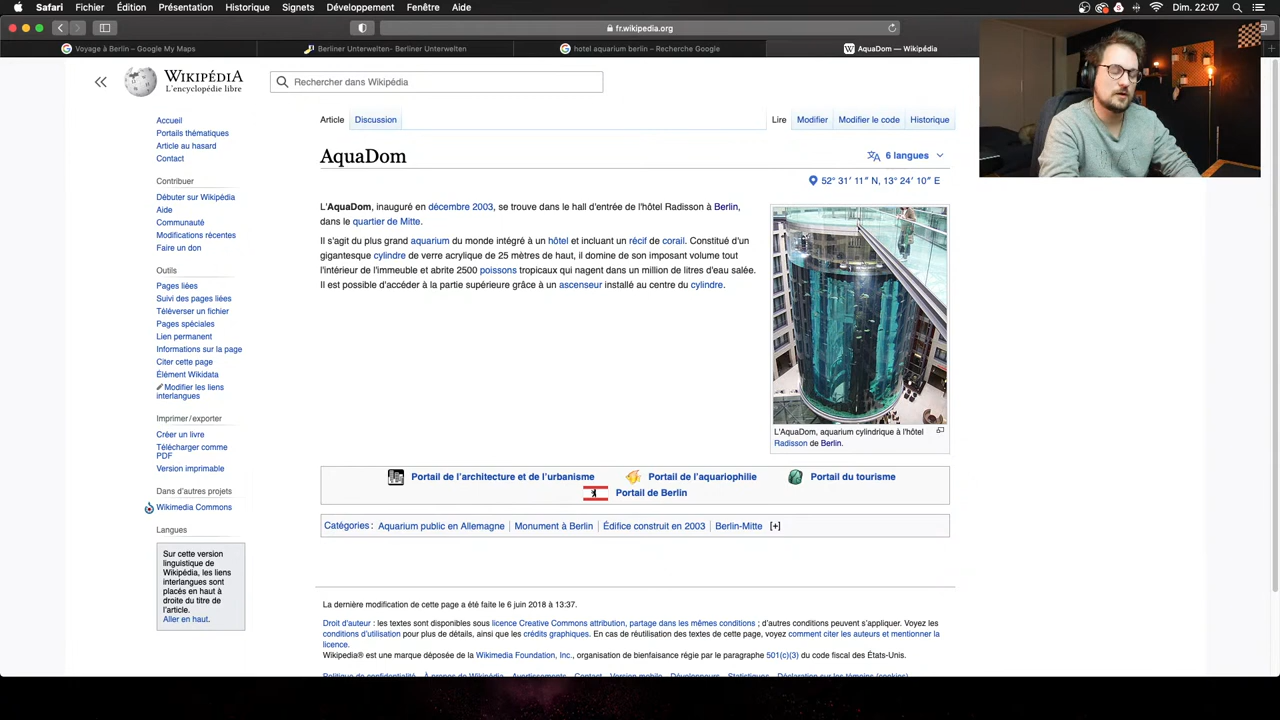 Safari Fichier Édition Présentation Historique Signets Développement Fenêtre Aide
Dim. 22:07
fr.wikipedia.org
Voyage à Berlin – Google My Maps
Berliner Unterwelten- Berliner Unterwelten
hotel aquarium berlin – Recherche Google
AquaDom — Wikipédia
WIKIPÉDIA
L'encyclopédie libre
Rechercher dans Wikipédia
Accueil
Portails thématiques
Article au hasard
Contact
Contribuer
Débuter sur Wikipédia
Aide
Communauté
Modifications récentes
Faire un don
Outils
Pages liées
Suivi des pages liées
Téléverser un fichier
Pages spéciales
Lien permanent
Informations sur la page
Citer cette page
Élément Wikidata
Modifier les liens
interlangues
Imprimer/exporter
Créer un livre
Télécharger comme
PDF
Version imprimable
Dans d'autres projets
Wikimedia Commons
Langues
Sur cette version
linguistique de
Wikipédia, les liens
interlangues sont
placés en haut à
droite du titre de
l'article.
Aller en haut.
Article Discussion
Lire Modifier Modifier le code Historique
AquaDom
6 langues
52° 31′ 11″ N, 13° 24′ 10″ E
L'AquaDom, inauguré en décembre 2003, se trouve dans le hall d'entrée de l'hôtel Radisson à Berlin,
dans le quartier de Mitte.
Il s'agit du plus grand aquarium du monde intégré à un hôtel et incluant un récif de corail. Constitué d'un
gigantesque cylindre de verre acrylique de 25 mètres de haut, il domine de son imposant volume tout
l'intérieur de l'immeuble et abrite 2500 poissons tropicaux qui nagent dans un million de litres d'eau salée.
Il est possible d'accéder à la partie supérieure grâce à un ascenseur installé au centre du cylindre.
L'AquaDom, aquarium cylindrique à l'hôtel
Radisson de Berlin.
Portail de l'architecture et de l'urbanisme Portail de l'aquariophilie Portail du tourisme
Portail de Berlin
Catégories : Aquarium public en Allemagne | Monument à Berlin | Édifice construit en 2003 | Berlin-Mitte [+]
La dernière modification de cette page a été faite le 6 juin 2018 à 13:37.
Droit d'auteur : les textes sont disponibles sous licence Creative Commons attribution, partage dans les mêmes conditions ; d'autres conditions peuvent s'appliquer. Voyez les
conditions d'utilisation pour plus de détails, ainsi que les crédits graphiques. En cas de réutilisation des textes de cette page, voyez comment citer les auteurs et mentionner la
licence.
Wikipedia® est une marque déposée de la Wikimedia Foundation, Inc., organisation de bienfaisance régie par le paragraphe 501(c)(3) du code fiscal des États-Unis.
Politique de confidentialité À propos de Wikipédia Avertissements Contact Version mobile Développeurs Statistiques Déclaration sur les témoins (cookies)